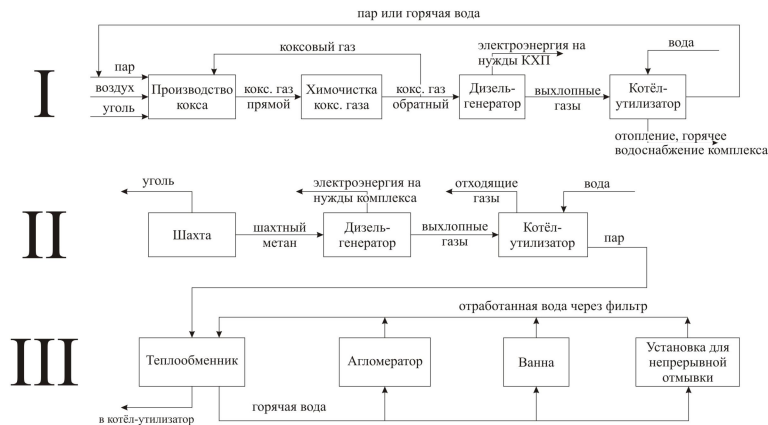 пар или горячая вода
I
коксовый газ
электроэнергия на
нужды КХП
вода
пар
воздух
уголь
Производство
кокса
кокс. газ
прямой
Химочистка
кокс. газа
кокс. газ
обратный
Дизель-
генератор
выхлопные
газы
Котёл-
утилизатор
отопление, горячее
водоснабжение комплекса
II
уголь
электроэнергия на
нужды комплекса
отходящие
газы
вода
Шахта
шахтный
метан
Дизель-
генератор
выхлопные
газы
Котёл-
утилизатор
пар
III
отработанная вода через фильтр
Теплообменник
Агломератор
Ванна
Установка для
непрерывной
отмывки
в котёл-утилизатор
горячая вода